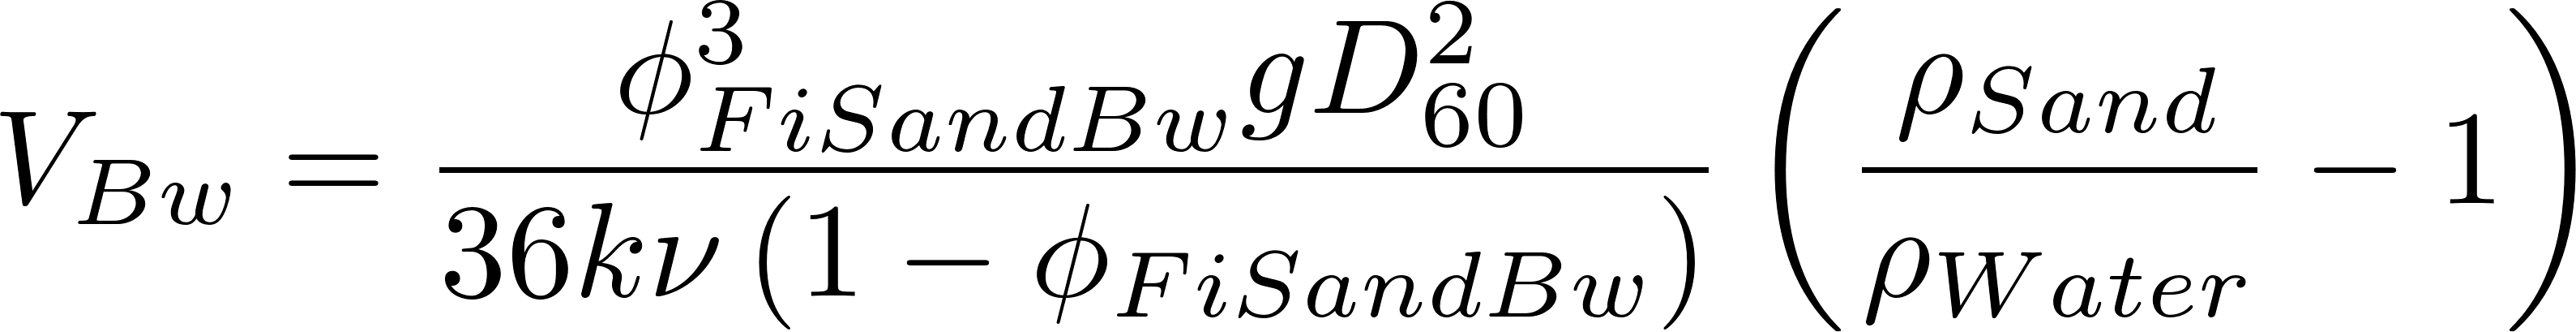 V_{Bw} = \frac{\phi_{FiSandBw}^3 g D_{60}^2}{36 k \nu \left(1 - \phi_{FiSandBw}\right)} \left(\frac{\rho_{Sand}}{\rho_{Water}} - 1\right)